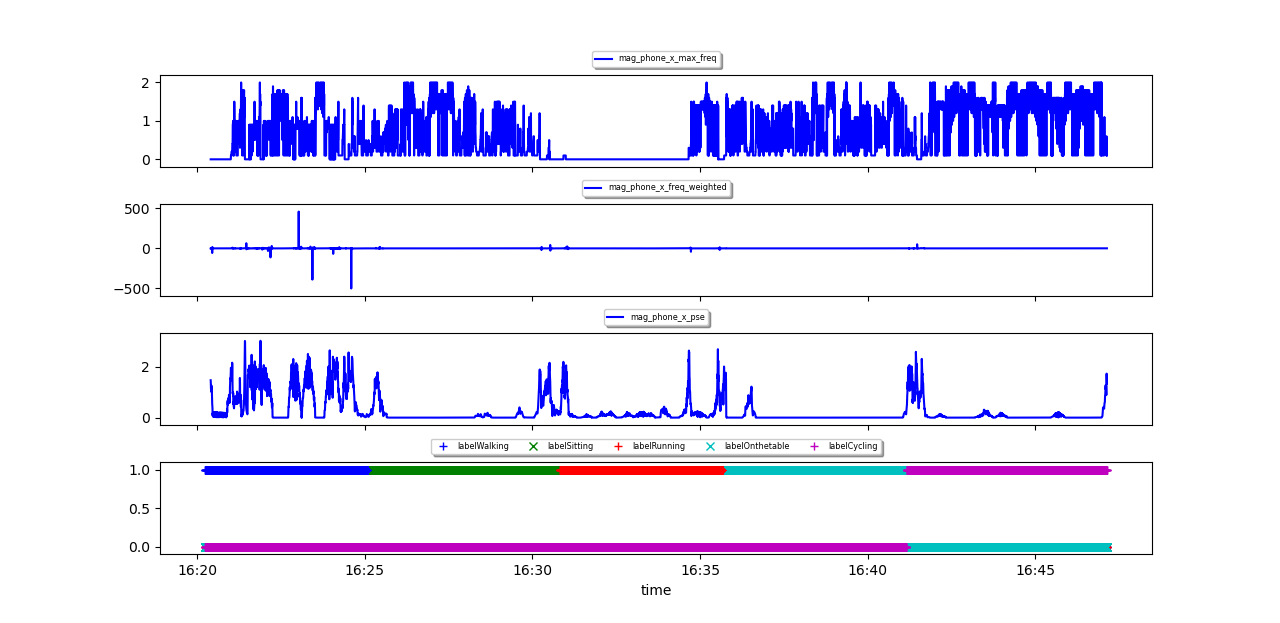 mag_phone_x_max_freq
2
1
0
mag_phone_x_freq_weighted
500
0
−500
mag_phone_x_pse
2
0
labelWalking labelSitting labelRunning labelOnthetable labelCycling
1.0
0.5
0.0
16:20 16:25 16:30 16:35 16:40 16:45
time